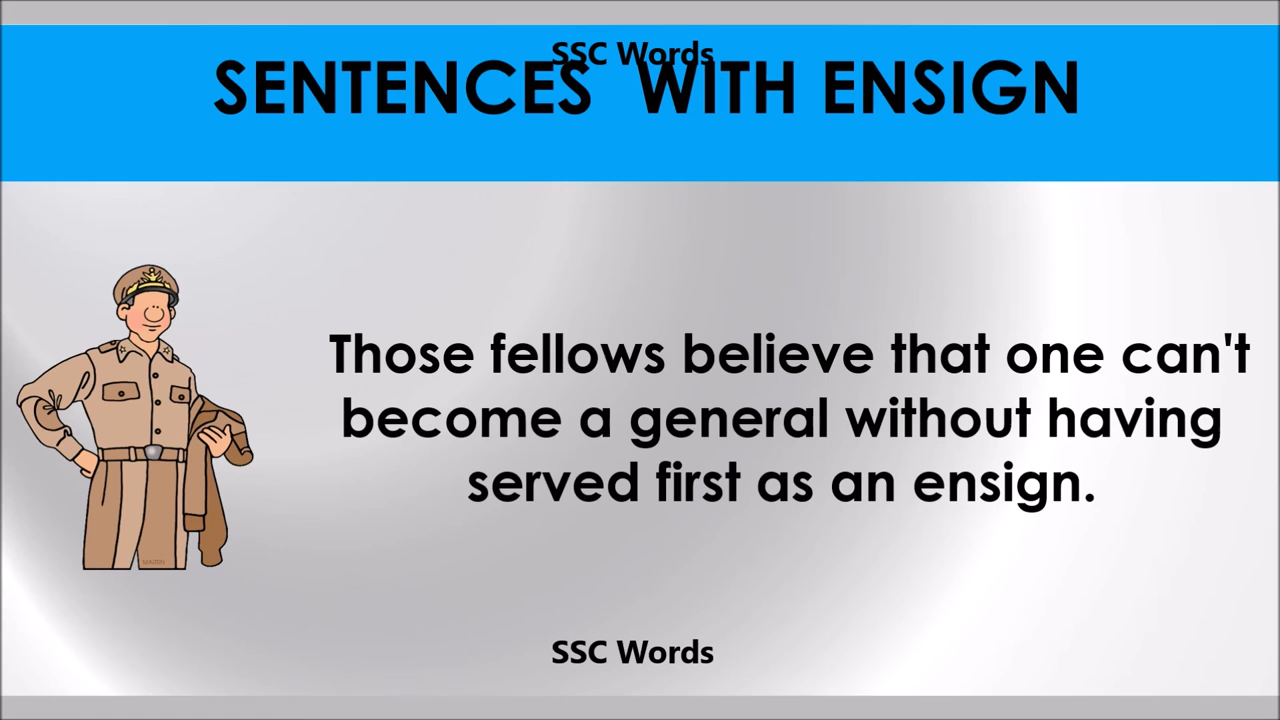 SSC Words
SENTENCES WITH ENSIGN
Those fellows believe that one can't
become a general without having
served first as an ensign.
MARTIN
SSC Words